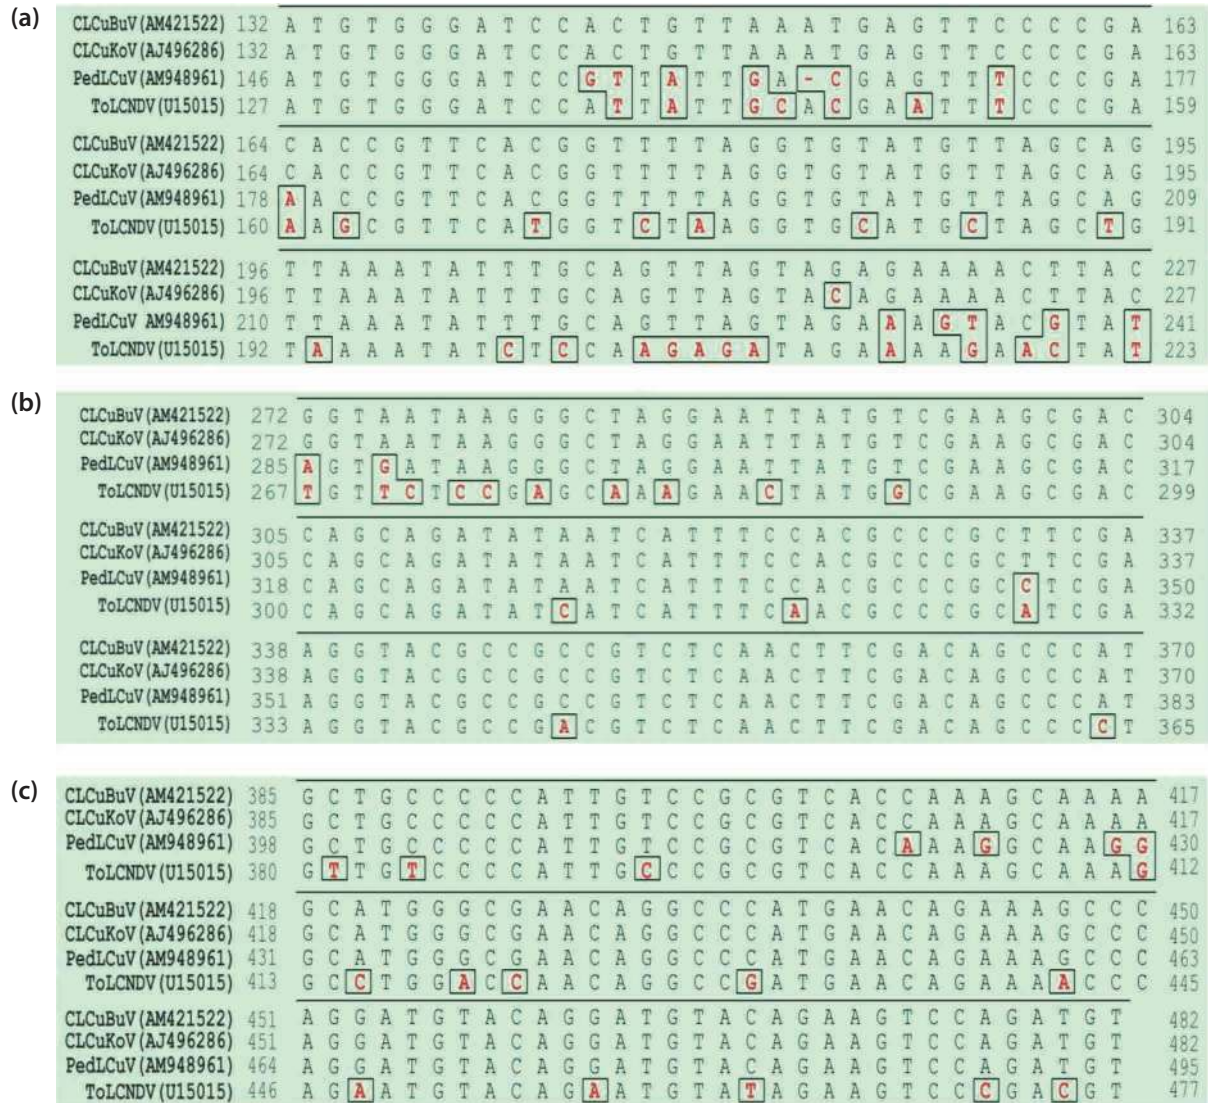 (a)
CLCuBuV(AM421522) 132 A T G T G G G A T C C A C T G T T A A A T G A G T T C C C C G A 163
CLCuKoV(AJ496286) 132 A T G T G G G A T C C A C T G T T A A A T G A G T T C C C C G A 163
PedLCuV(AM948961) 146 A T G T G G G A T C C G T T A T T G A - C G A G T T T C C C G A 177
ToLCNDV(U15015) 127 A T G T G G G A T C C A T T A T T G C A C G A A T T T C C C G A 159
CLCuBuV(AM421522) 164 C A C C G T T C A C G G T T T T A G G T G T A T G T T A G C A G 195
CLCuKoV(AJ496286) 164 C A C C G T T C A C G G T T T T A G G T G T A T G T T A G C A G 195
PedLCuV(AM948961) 178 A A C C G T T C A C G G T T T T A G G T G T A T G T T A G C A G 209
ToLCNDV(U15015) 160 A A G C G T T C A T G G T C T A A G G T G C A T G C T A G C T G 191
CLCuBuV(AM421522) 196 T T A A A T A T T T G C A G T T A G T A G A G A A A A C T T A C 227
CLCuKoV(AJ496286) 196 T T A A A T A T T T G C A G T T A G T A C A G A A A A C T T A C 227
PedLCuV AM948961) 210 T T A A A T A T T T G C A G T T A G T A G A A A G T A C G T A T 241
ToLCNDV(U15015) 192 T A A A A T A T C T C C A A G A G A T A G A A A A G A A C T A T 223
(b)
CLCuBuV(AM421522) 272 G G T A A T A A G G G C T A G G A A T T A T G T C G A A G C G A C 304
CLCuKoV(AJ496286) 272 G G T A A T A A G G G C T A G G A A T T A T G T C G A A G C G A C 304
PedLCuV(AM948961) 285 A G T G A T A A G G G C T A G G A A T T A T G T C G A A G C G A C 317
ToLCNDV(U15015) 267 T G T T C T C C G A G C A A A G A A C T A T G G C G A A G C G A C 299
CLCuBuV(AM421522) 305 C A G C A G A T A T A A T C A T T T C C A C G C C C G C T T C G A 337
CLCuKoV(AJ496286) 305 C A G C A G A T A T A A T C A T T T C C A C G C C C G C T T C G A 337
PedLCuV(AM948961) 318 C A G C A G A T A T A A T C A T T T C C A C G C C C G C C T C G A 350
ToLCNDV(U15015) 300 C A G C A G A T A T C A T C A T T T C A A C G C C C G C A T C G A 332
CLCuBuV(AM421522) 338 A G G T A C G C C G C C G T C T C A A C T T C G A C A G C C C A T 370
CLCuKoV(AJ496286) 338 A G G T A C G C C G C C G T C T C A A C T T C G A C A G C C C A T 370
PedLCuV(AM948961) 351 A G G T A C G C C G C C G T C T C A A C T T C G A C A G C C C A T 383
ToLCNDV(U15015) 333 A G G T A C G C C G A C G T C T C A A C T T C G A C A G C C C C T 365
(c)
CLCuBuV(AM421522) 385 G C T G C C C C C A T T G T C C G C G T C A C C A A A G C A A A A 417
CLCuKoV(AJ496286) 385 G C T G C C C C C A T T G T C C G C G T C A C C A A A G C A A A A 417
PedLCuV(AM948961) 398 G C T G C C C C C A T T G T C C G C G T C A C A A A G G C A A G G 430
ToLCNDV(U15015) 380 G T T G T C C C C A T T G C C C G C G T C A C C A A A G C A A A G 412
CLCuBuV(AM421522) 418 G C A T G G G C G A A C A G G C C C A T G A A C A G A A A G C C C 450
CLCuKoV(AJ496286) 418 G C A T G G G C G A A C A G G C C C A T G A A C A G A A A G C C C 450
PedLCuV(AM948961) 431 G C A T G G G C G A A C A G G C C C A T G A A C A G A A A G C C C 463
ToLCNDV(U15015) 413 G C C T G G A C C A A C A G G C C G A T G A A C A G A A A A C C C 445
CLCuBuV(AM421522) 451 A G G A T G T A C A G G A T G T A C A G A A G T C C A G A T G T 482
CLCuKoV(AJ496286) 451 A G G A T G T A C A G G A T G T A C A G A A G T C C A G A T G T 482
PedLCuV(AM948961) 464 A G G A T G T A C A G G A T G T A C A G A A G T C C A G A T G T 495
ToLCNDV(U15015) 446 A G A A T G T A C A G A A T G T A T A G A A G T C C C G A C G T 477